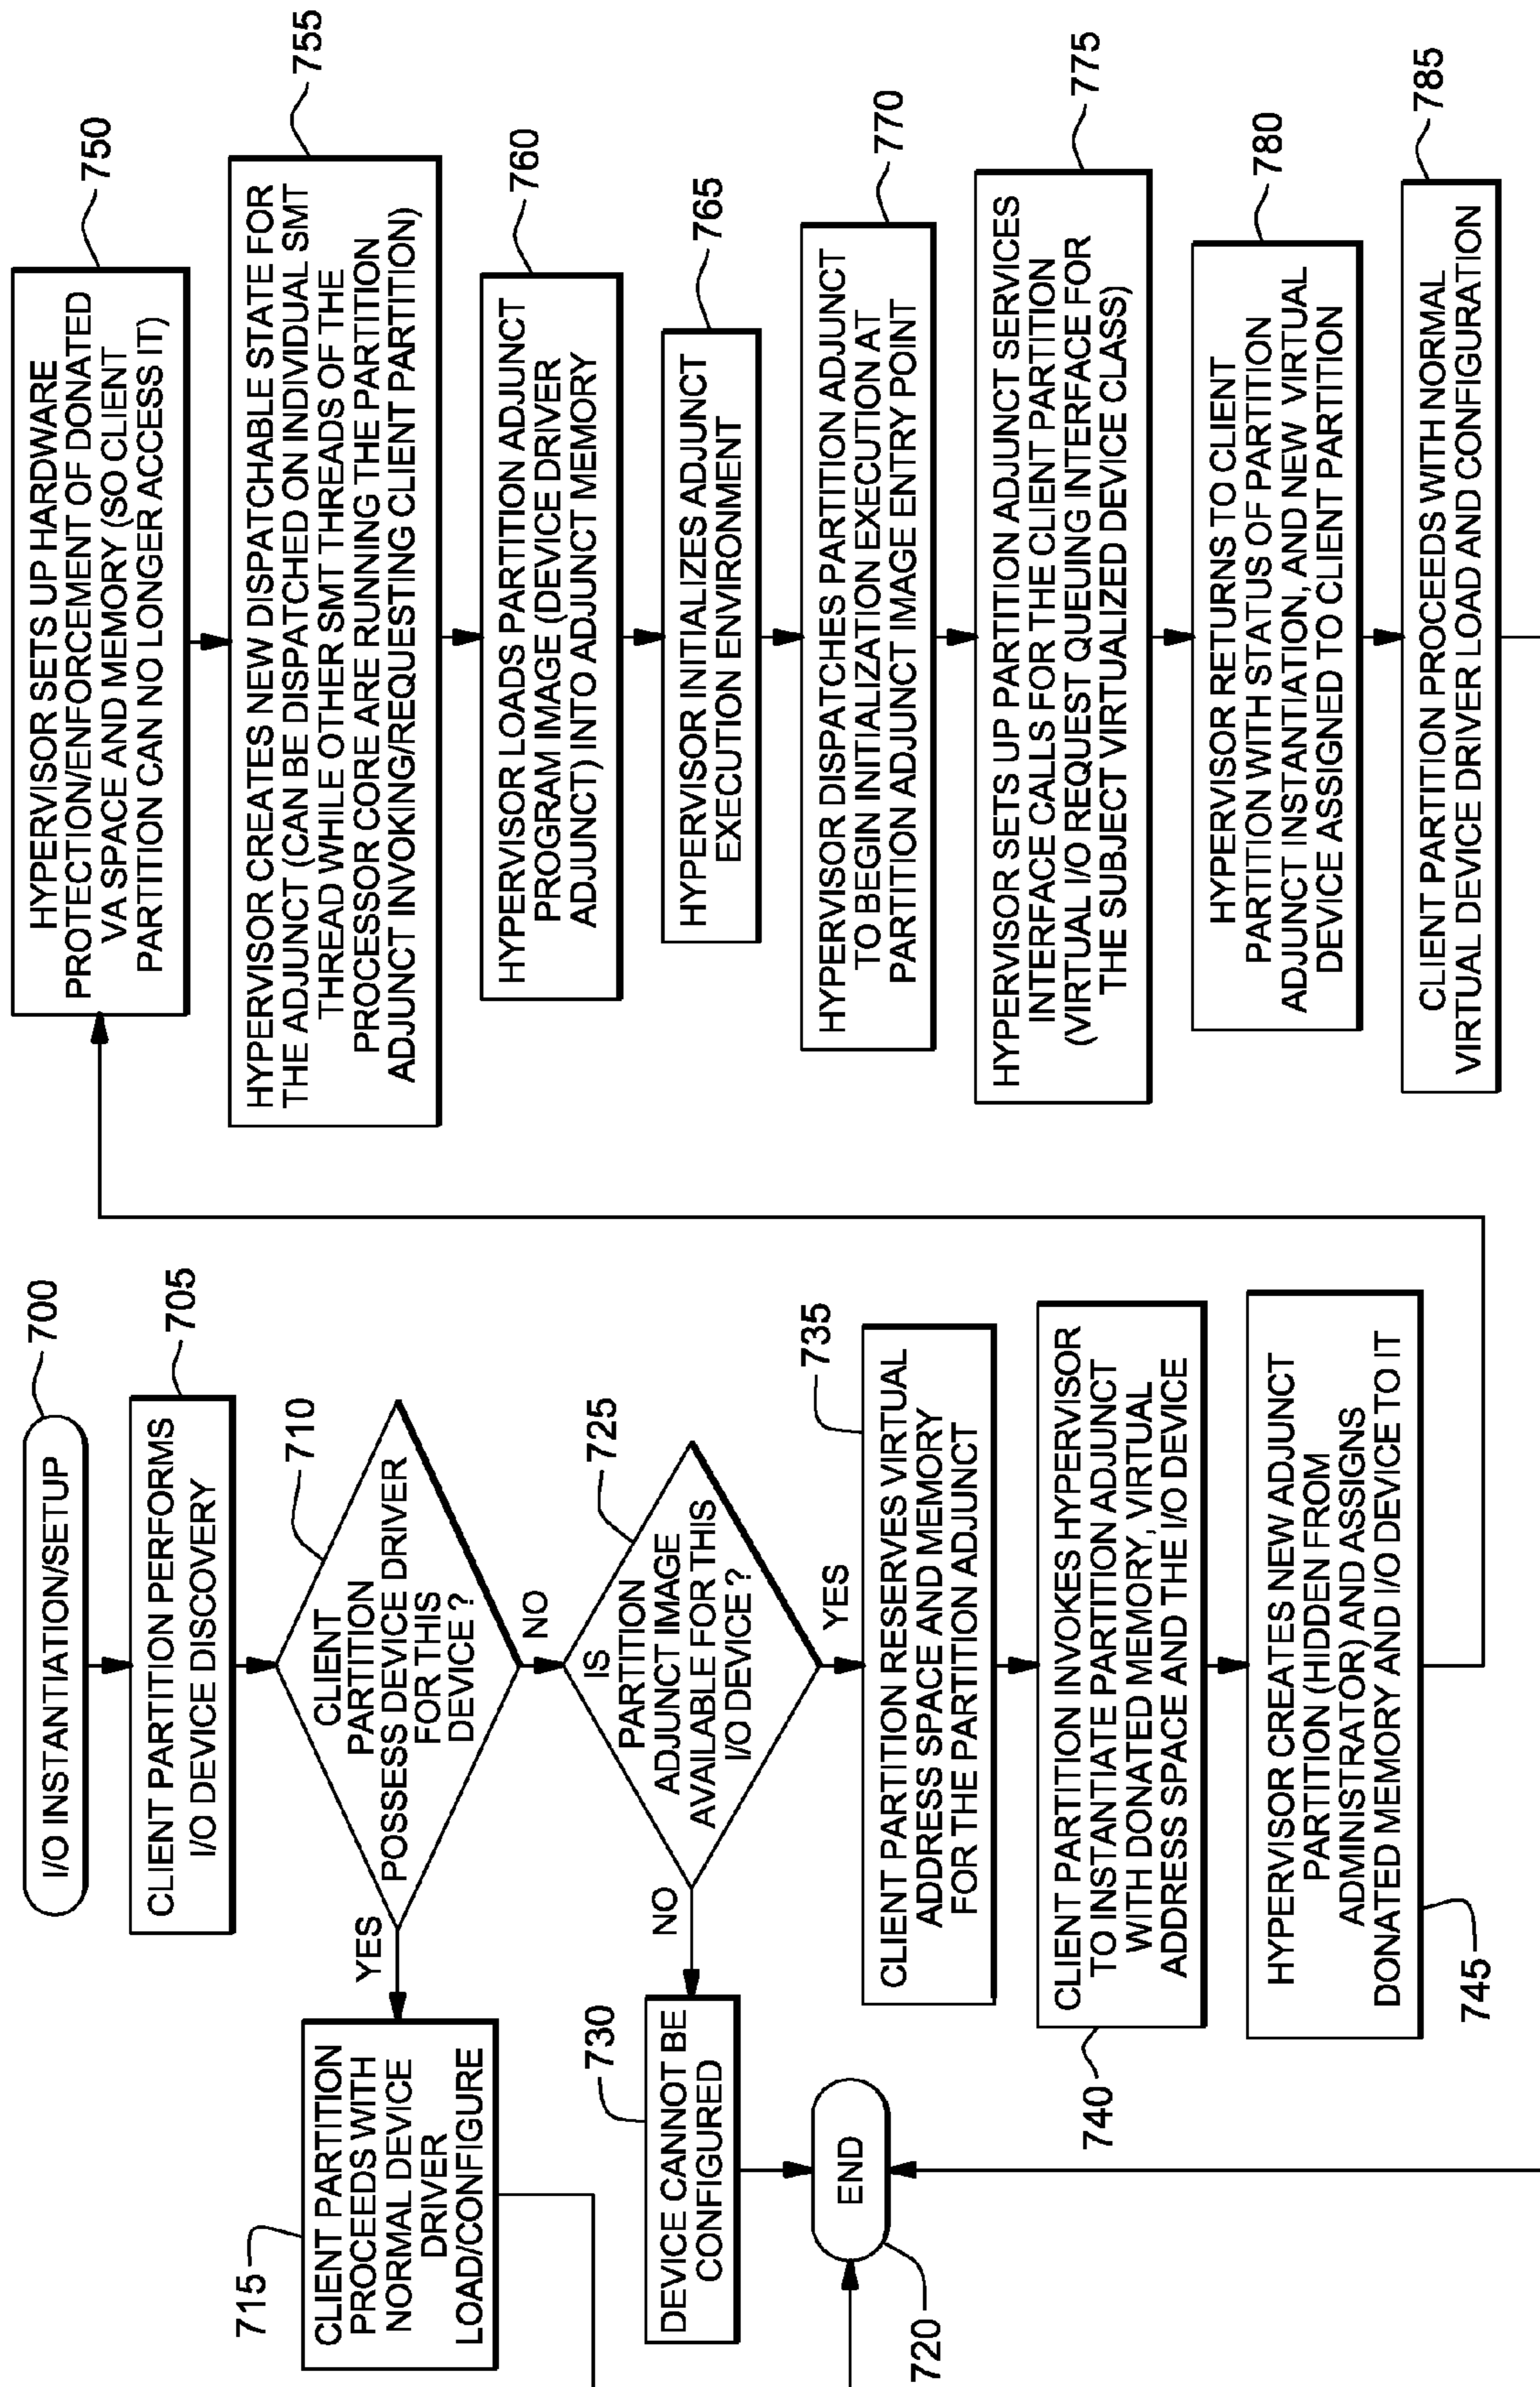 I/O INSTANTIATION/SETUP
700
CLIENT PARTITION PERFORMS
I/O DEVICE DISCOVERY
705
CLIENT
PARTITION
POSSESS DEVICE DRIVER
FOR THIS
DEVICE ?
710
YES
NO
CLIENT PARTITION
PROCEEDS WITH
NORMAL DEVICE
DRIVER
LOAD/CONFIGURE
715
IS
PARTITION
ADJUNCT IMAGE
AVAILABLE FOR THIS
I/O DEVICE ?
725
NO
YES
DEVICE CANNOT BE
CONFIGURED
730
END
720
CLIENT PARTITION RESERVES VIRTUAL
ADDRESS SPACE AND MEMORY
FOR THE PARTITION ADJUNCT
735
CLIENT PARTITION INVOKES HYPERVISOR
TO INSTANTIATE PARTITION ADJUNCT
WITH DONATED MEMORY, VIRTUAL
ADDRESS SPACE AND THE I/O DEVICE
740
HYPERVISOR CREATES NEW ADJUNCT
PARTITION (HIDDEN FROM
ADMINISTRATOR) AND ASSIGNS
DONATED MEMORY AND I/O DEVICE TO IT
745
HYPERVISOR SETS UP HARDWARE
PROTECTION/ENFORCEMENT OF DONATED
VA SPACE AND MEMORY (SO CLIENT
PARTITION CAN NO LONGER ACCESS IT)
750
HYPERVISOR CREATES NEW DISPATCHABLE STATE FOR
THE ADJUNCT (CAN BE DISPATCHED ON INDIVIDUAL SMT
THREAD WHILE OTHER SMT THREADS OF THE
PROCESSOR CORE ARE RUNNING THE PARTITION
ADJUNCT INVOKING/REQUESTING CLIENT PARTITION)
755
HYPERVISOR LOADS PARTITION ADJUNCT
PROGRAM IMAGE (DEVICE DRIVER
ADJUNCT) INTO ADJUNCT MEMORY
760
HYPERVISOR INITIALIZES ADJUNCT
EXECUTION ENVIRONMENT
765
HYPERVISOR DISPATCHES PARTITION ADJUNCT
TO BEGIN INITIALIZATION EXECUTION AT
PARTITION ADJUNCT IMAGE ENTRY POINT
770
HYPERVISOR SETS UP PARTITION ADJUNCT SERVICES
INTERFACE CALLS FOR THE CLIENT PARTITION
(VIRTUAL I/O REQUEST QUEUING INTERFACE FOR
THE SUBJECT VIRTUALIZED DEVICE CLASS)
775
HYPERVISOR RETURNS TO CLIENT
PARTITION WITH STATUS OF PARTITION
ADJUNCT INSTANTIATION, AND NEW VIRTUAL
DEVICE ASSIGNED TO CLIENT PARTITION
780
CLIENT PARTITION PROCEEDS WITH NORMAL
VIRTUAL DEVICE DRIVER LOAD AND CONFIGURATION
785